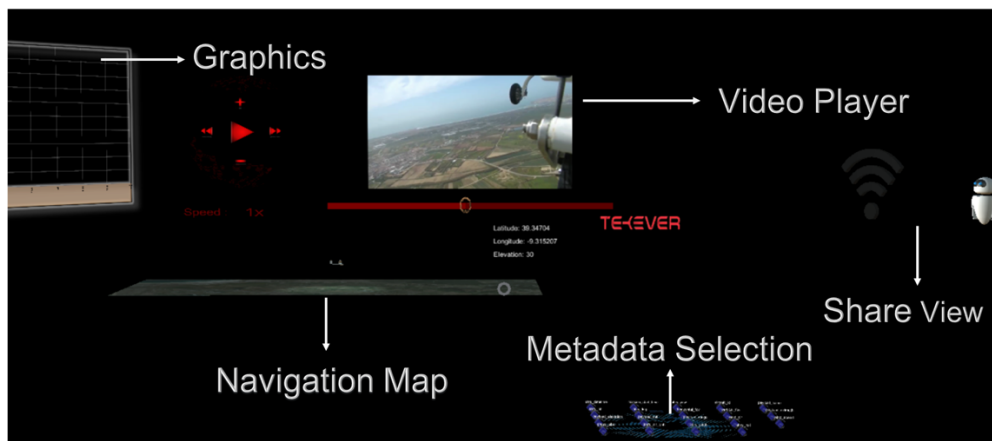 Graphics
Video Player
Speed : 1x
TEKEVER
Latitude: 39.34704
Longitude: -9.315207
Elevation: 30
Share View
Metadata Selection
Navigation Map